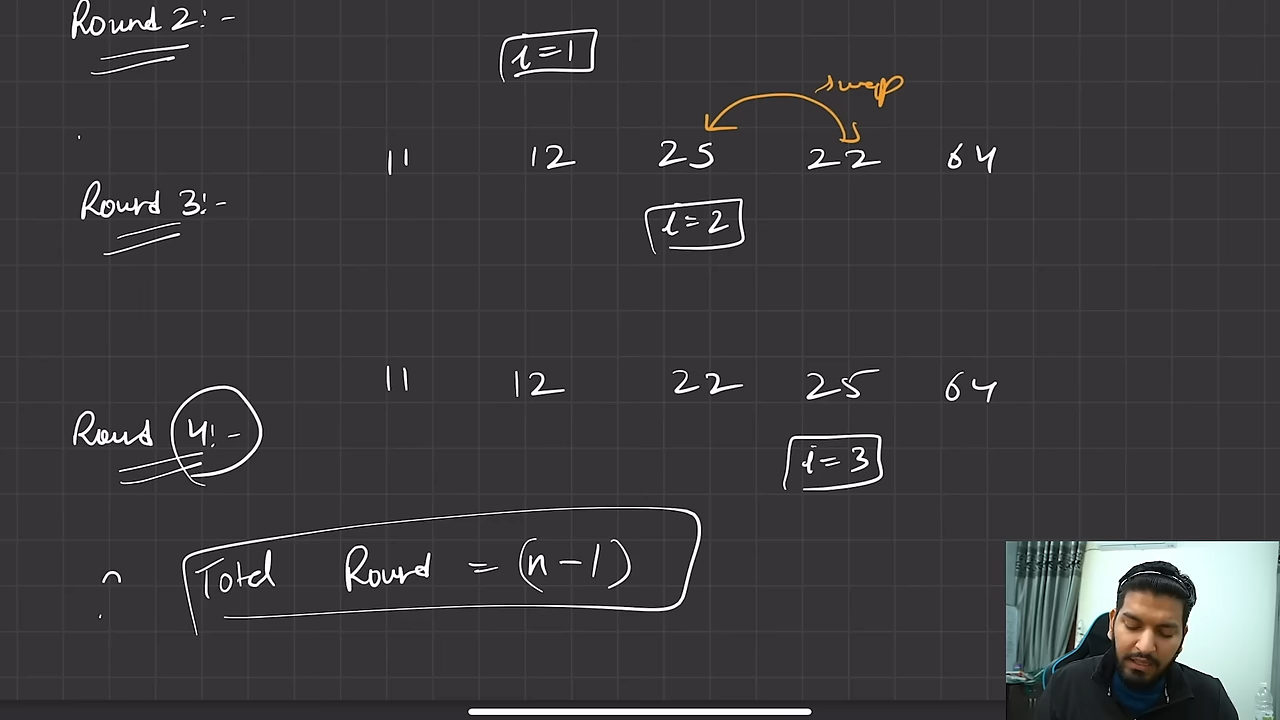 Round 2:-
i=1
swap
11 12 25 22 64
Round 3:-
i=2
11 12 22 25 64
Round 4:-
i=3
Total Round = (n-1)